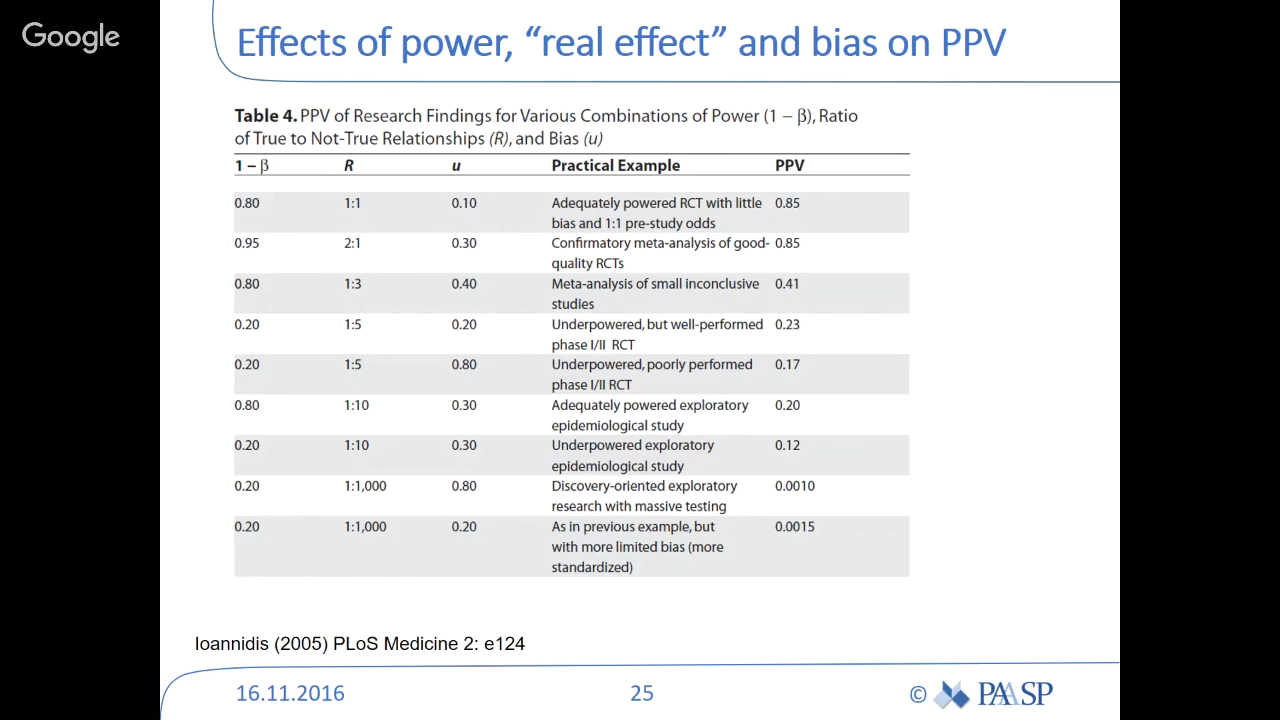 Google
Effects of power, “real effect” and bias on PPV
Table 4. PPV of Research Findings for Various Combinations of Power (1 – β), Ratio
of True to Not-True Relationships (R), and Bias (u)
1 – β R u Practical Example PPV
0.80 1:1 0.10 Adequately powered RCT with little 0.85
bias and 1:1 pre-study odds
0.95 2:1 0.30 Confirmatory meta-analysis of good- 0.85
quality RCTs
0.80 1:3 0.40 Meta-analysis of small inconclusive 0.41
studies
0.20 1:5 0.20 Underpowered, but well-performed 0.23
phase I/II RCT
0.20 1:5 0.80 Underpowered, poorly performed 0.17
phase I/II RCT
0.80 1:10 0.30 Adequately powered exploratory 0.20
epidemiological study
0.20 1:10 0.30 Underpowered exploratory 0.12
epidemiological study
0.20 1:1,000 0.80 Discovery-oriented exploratory 0.0010
research with massive testing
0.20 1:1,000 0.20 As in previous example, but 0.0015
with more limited bias (more
standardized)
Ioannidis (2005) PLoS Medicine 2: e124
16.11.2016 25 © PAASP